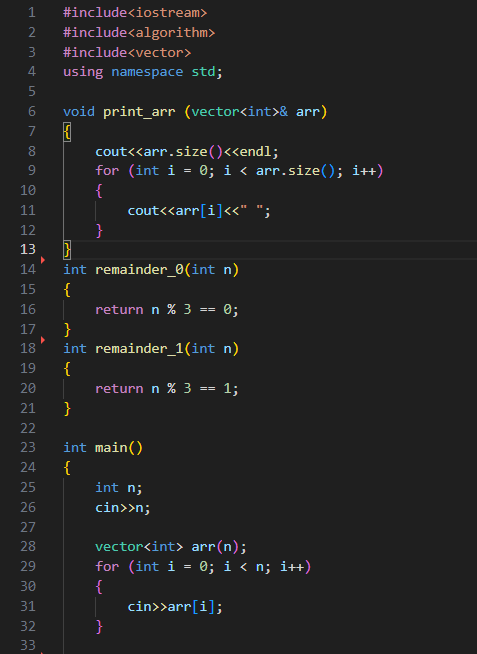 1 #include<iostream>
2 #include<algorithm>
3 #include<vector>
4 using namespace std;
5
6 void print_arr (vector<int>& arr)
7 {
8     cout<<arr.size()<<endl;
9     for (int i = 0; i < arr.size(); i++)
10     {
11         cout<<arr[i]<<" ";
12     }
13 }
14 int remainder_0(int n)
15 {
16     return n % 3 == 0;
17 }
18 int remainder_1(int n)
19 {
20     return n % 3 == 1;
21 }
22
23 int main()
24 {
25     int n;
26     cin>>n;
27
28     vector<int> arr(n);
29     for (int i = 0; i < n; i++)
30     {
31         cin>>arr[i];
32     }
33